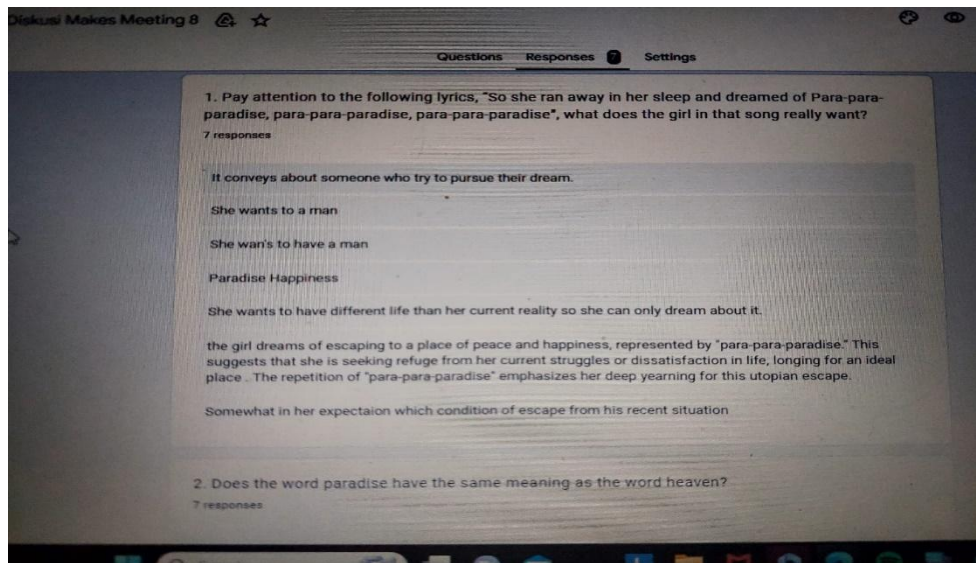 Diskusi Makes Meeting 8
Questions Responses 7 Settings
1. Pay attention to the following lyrics, "So she ran away in her sleep and dreamed of Para-para-
paradise, para-para-paradise, para-para-paradise", what does the girl in that song really want?
7 responses
It conveys about someone who try to pursue their dream.
She wants to a man
She wan's to have a man
Paradise Happiness
She wants to have different life than her current reality so she can only dream about it.
the girl dreams of escaping to a place of peace and happiness, represented by "para-para-paradise." This
suggests that she is seeking refuge from her current struggles or dissatisfaction in life, longing for an ideal
place . The repetition of "para-para-paradise" emphasizes her deep yearning for this utopian escape.
Somewhat in her expectaion which condition of escape from his recent situation
2. Does the word paradise have the same meaning as the word heaven?
7 responses